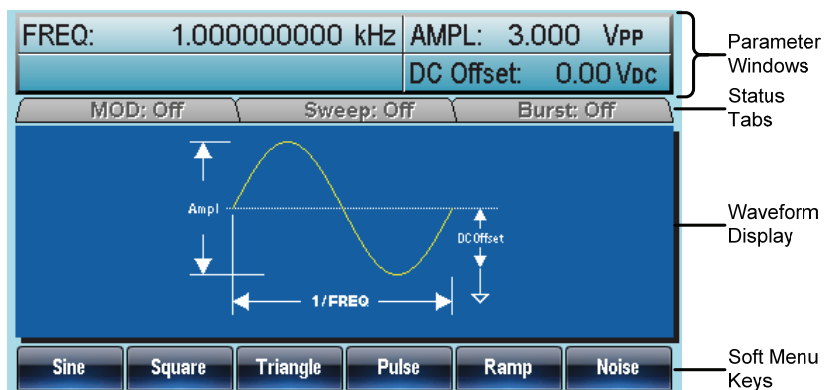 FREQ: 1.000000000 kHz AMPL: 3.000 VPP
DC Offset: 0.00 VDC
Parameter
Windows
MOD: Off Sweep: Off Burst: Off
Status
Tabs
Ampl
DC Offset
1/FREQ
Waveform
Display
Sine Square Triangle Pulse Ramp Noise
Soft Menu
Keys